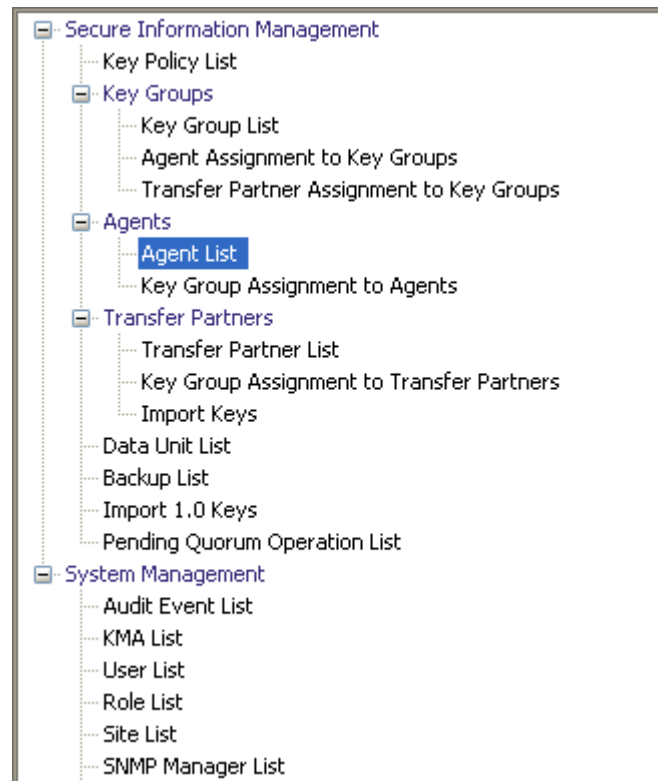 Secure Information Management
Key Policy List
Key Groups
Key Group List
Agent Assignment to Key Groups
Transfer Partner Assignment to Key Groups
Agents
Agent List
Key Group Assignment to Agents
Transfer Partners
Transfer Partner List
Key Group Assignment to Transfer Partners
Import Keys
Data Unit List
Backup List
Import 1.0 Keys
Pending Quorum Operation List
System Management
Audit Event List
KMA List
User List
Role List
Site List
SNMP Manager List